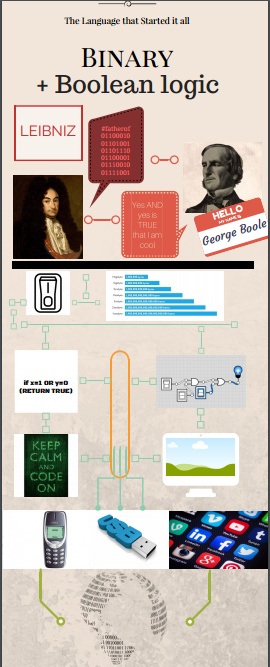 The Language that Started it all
BINARY
+ Boolean logic
LEIBNIZ
#fatherof
01100010
01101001
01101110
01100001
01110010
01111001
Yes AND
yes is
TRUE
that I am
cool
HELLO
MY NAME IS
George Boole
if x=1 OR y=0
(RETURN TRUE)
KEEP
CALM
AND
CODE
ON